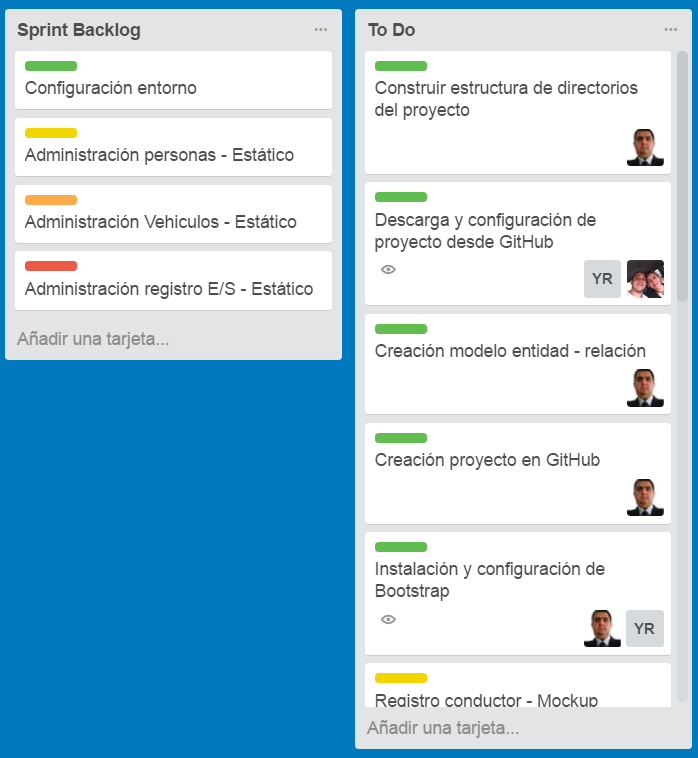 Sprint Backlog
Configuración entorno
Administración personas - Estático
Administración Vehiculos - Estático
Administración registro E/S - Estático
Añadir una tarjeta...
To Do
Construir estructura de directorios
del proyecto
Descarga y configuración de
proyecto desde GitHub
YR
Creación modelo entidad - relación
Creación proyecto en GitHub
Instalación y configuración de
Bootstrap
YR
Registro conductor - Mockup
Añadir una tarjeta...